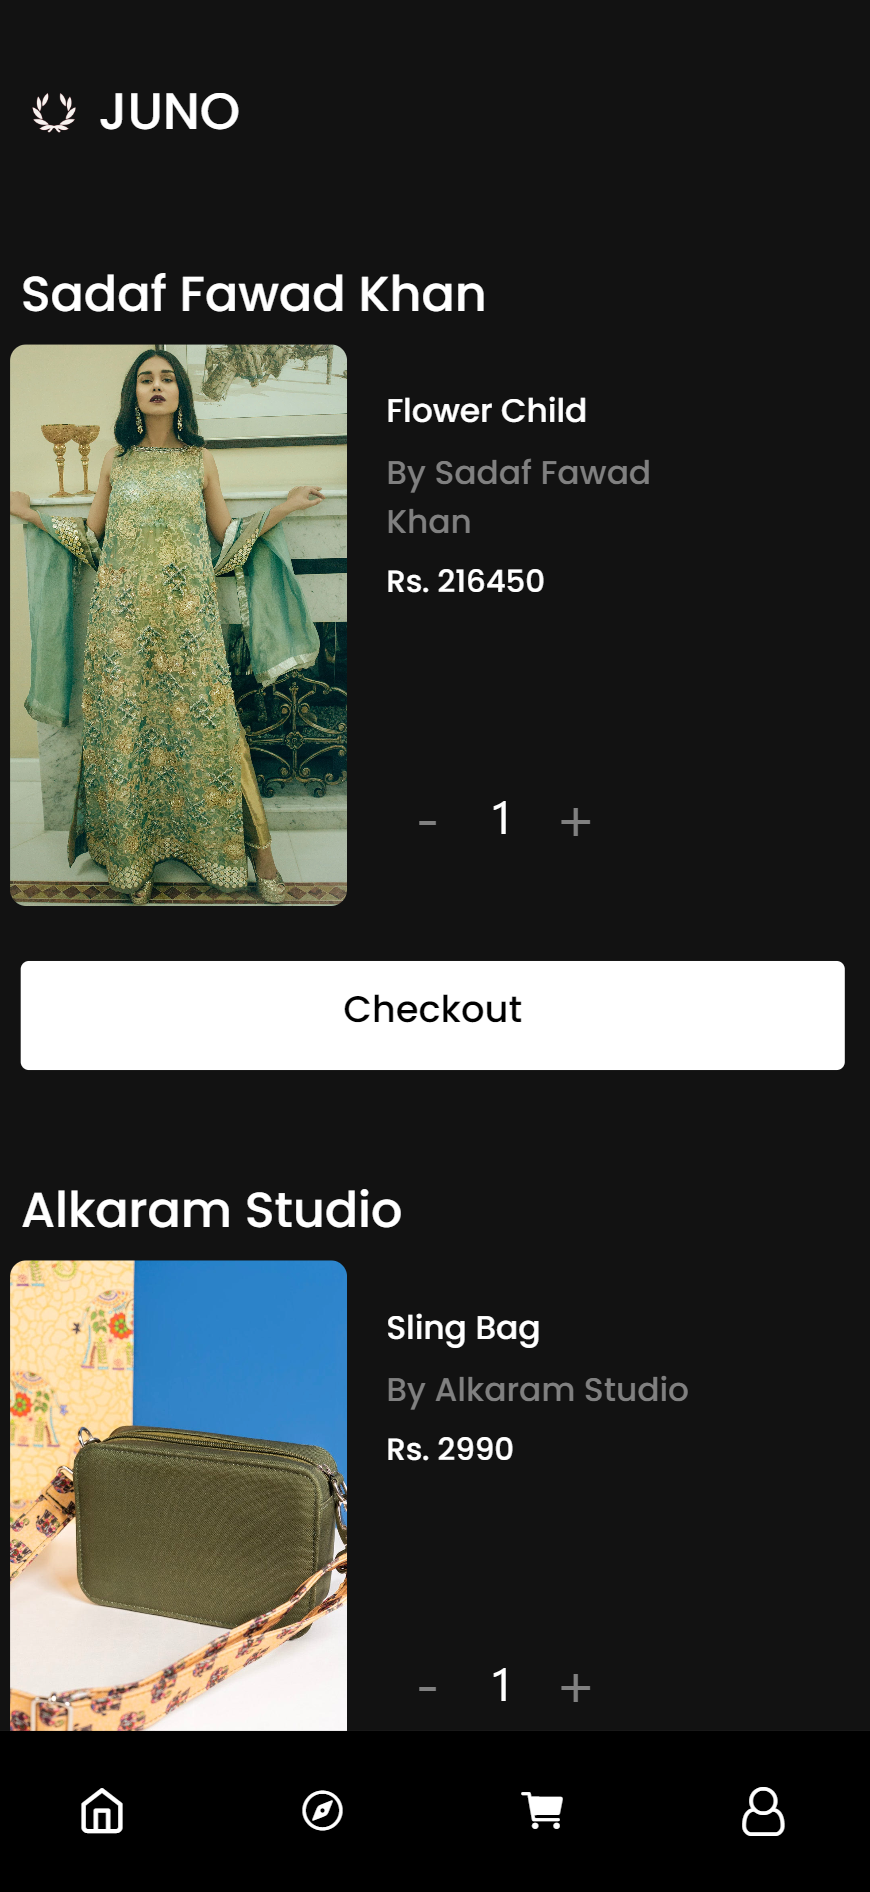 JUNO
Sadaf Fawad Khan
Flower Child
By Sadaf Fawad
Khan
Rs. 216450
- 1 +
Checkout
Alkaram Studio
Sling Bag
By Alkaram Studio
Rs. 2990
- 1 +